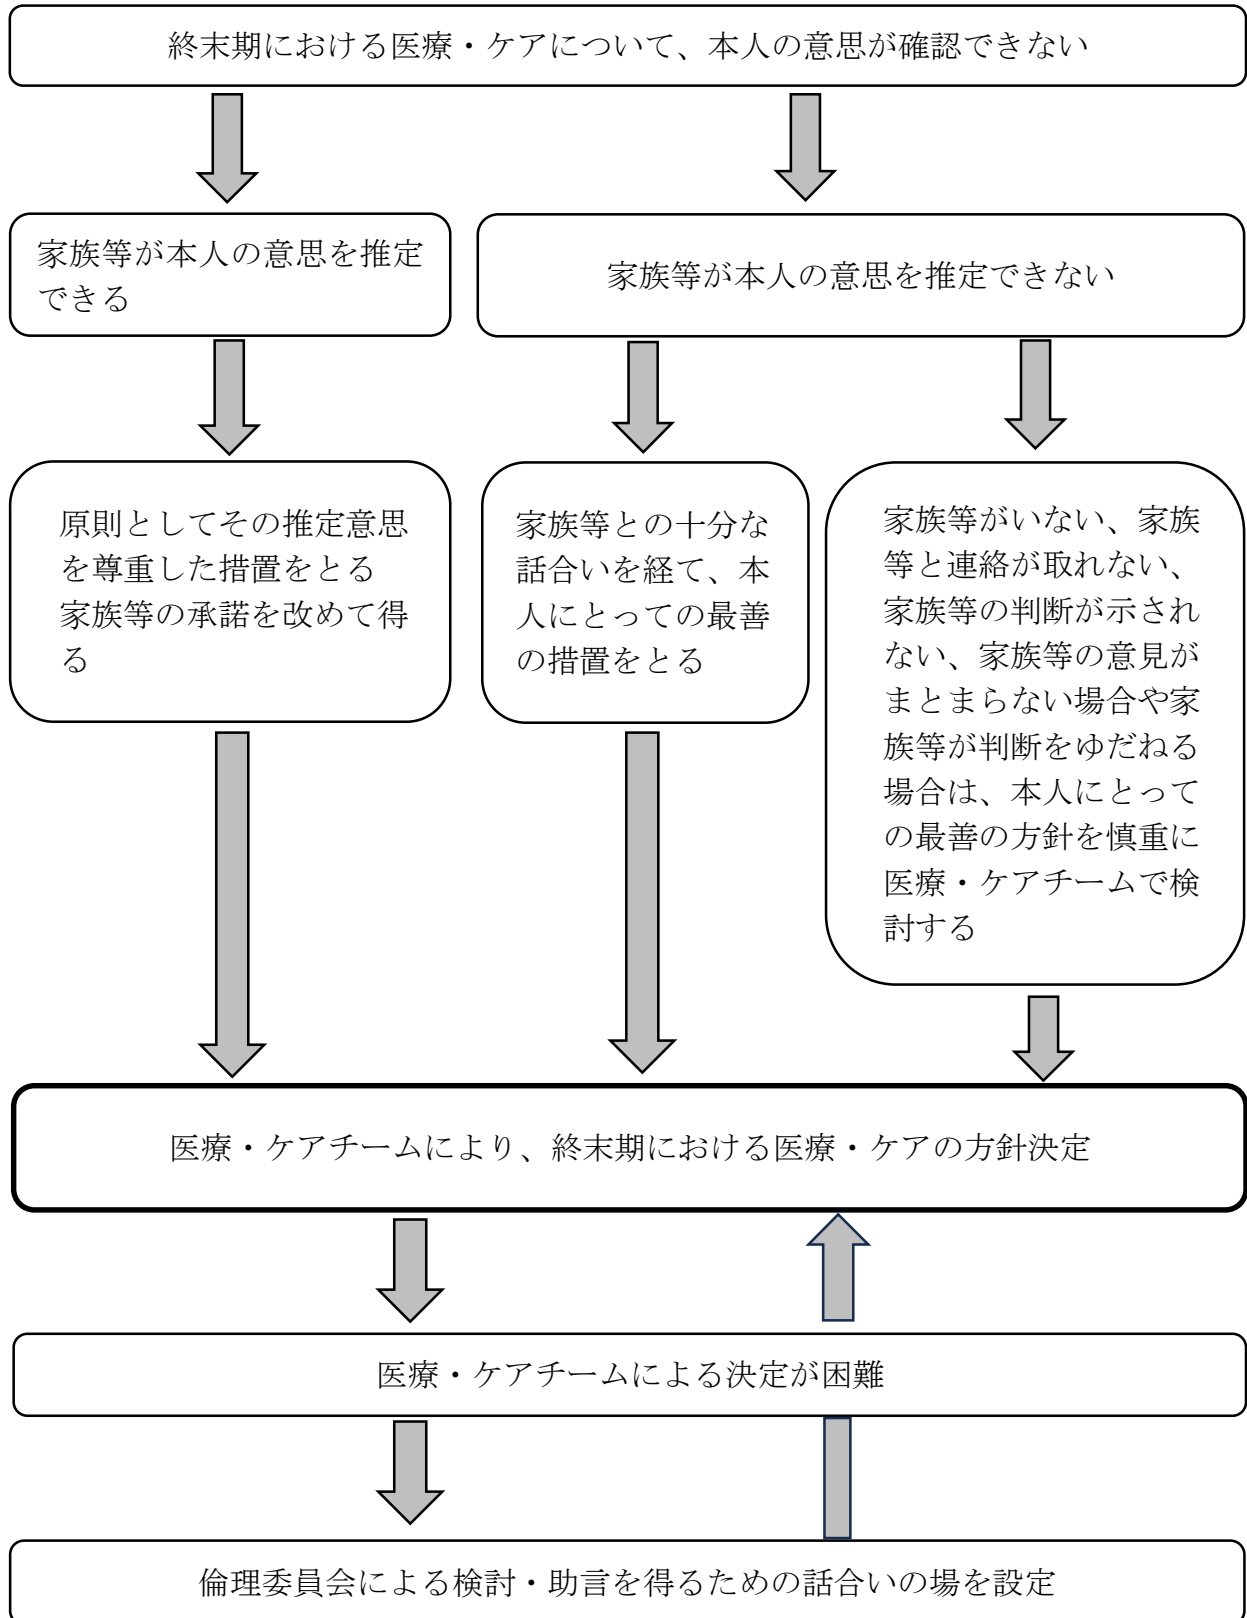 終末期における医療・ケアについて、本人の意思が確認できない
家族等が本人の意思を推定
できる
家族等が本人の意思を推定できない
原則としてその推定意思
を尊重した措置をとる
家族等の承諾を改めて得
る
家族等との十分な
話合いを経て、本
人にとっての最善
の措置をとる
家族等がいない、家族
等と連絡が取れない、
家族等の判断が示され
ない、家族等の意見が
まとまらない場合や家
族等が判断をゆだねる
場合は、本人にとって
の最善の方針を慎重に
医療・ケアチームで検
討する
医療・ケアチームにより、終末期における医療・ケアの方針決定
医療・ケアチームによる決定が困難
倫理委員会による検討・助言を得るための話合いの場を設定